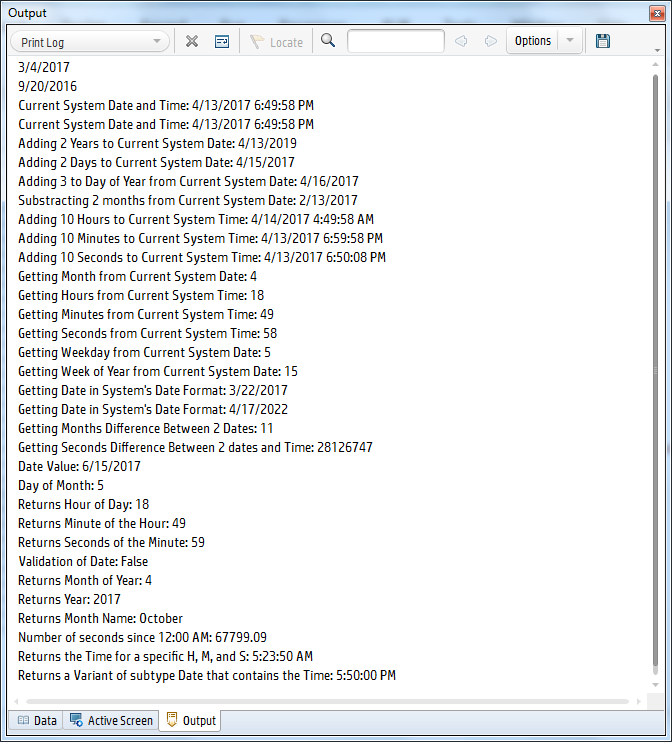 Output
Print Log
Locate
Options
3/4/2017
9/20/2016
Current System Date and Time: 4/13/2017 6:49:58 PM
Current System Date and Time: 4/13/2017 6:49:58 PM
Adding 2 Years to Current System Date: 4/13/2019
Adding 2 Days to Current System Date: 4/15/2017
Adding 3 to Day of Year from Current System Date: 4/16/2017
Substracting 2 months from Current System Date: 2/13/2017
Adding 10 Hours to Current System Time: 4/14/2017 4:49:58 AM
Adding 10 Minutes to Current System Time: 4/13/2017 6:59:58 PM
Adding 10 Seconds to Current System Time: 4/13/2017 6:50:08 PM
Getting Month from Current System Date: 4
Getting Hours from Current System Time: 18
Getting Minutes from Current System Time: 49
Getting Seconds from Current System Time: 58
Getting Weekday from Current System Date: 5
Getting Week of Year from Current System Date: 15
Getting Date in System's Date Format: 3/22/2017
Getting Date in System's Date Format: 4/17/2022
Getting Months Difference Between 2 Dates: 11
Getting Seconds Difference Between 2 dates and Time: 28126747
Date Value: 6/15/2017
Day of Month: 5
Returns Hour of Day: 18
Returns Minute of the Hour: 49
Returns Seconds of the Minute: 59
Validation of Date: False
Returns Month of Year: 4
Returns Year: 2017
Returns Month Name: October
Number of seconds since 12:00 AM: 67799.09
Returns the Time for a specific H, M, and S: 5:23:50 AM
Returns a Variant of subtype Date that contains the Time: 5:50:00 PM
Data
Active Screen
Output